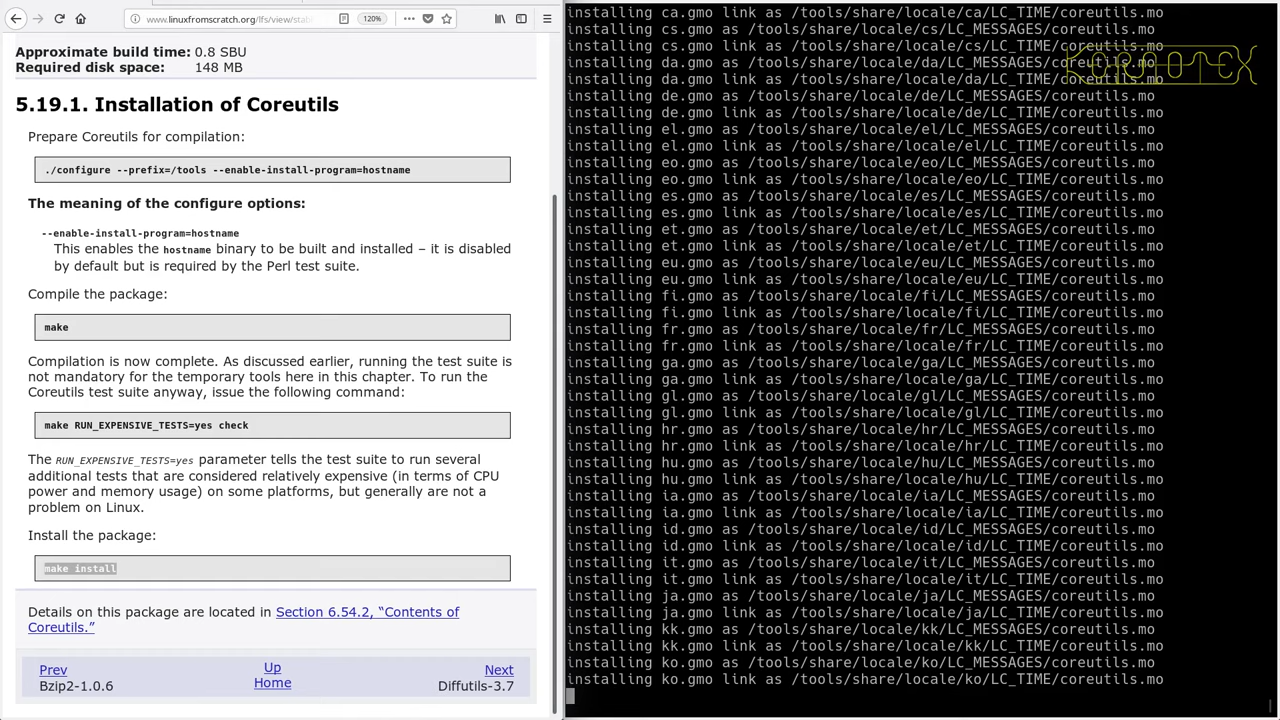 www.linuxfromscratch.org/lfs/view/stab
120%
Approximate build time: 0.8 SBU
Required disk space: 148 MB
5.19.1. Installation of Coreutils
Prepare Coreutils for compilation:
./configure --prefix=/tools --enable-install-program=hostname
The meaning of the configure options:
--enable-install-program=hostname
This enables the hostname binary to be built and installed – it is disabled
by default but is required by the Perl test suite.
Compile the package:
make
Compilation is now complete. As discussed earlier, running the test suite is
not mandatory for the temporary tools here in this chapter. To run the
Coreutils test suite anyway, issue the following command:
make RUN_EXPENSIVE_TESTS=yes check
The RUN_EXPENSIVE_TESTS=yes parameter tells the test suite to run several
additional tests that are considered relatively expensive (in terms of CPU
power and memory usage) on some platforms, but generally are not a
problem on Linux.
Install the package:
make install
Details on this package are located in Section 6.54.2, “Contents of
Coreutils.”
Prev
Up
Next
Bzip2-1.0.6
Home
Diffutils-3.7
installing ca.gmo link as /tools/share/locale/ca/LC_TIME/coreutils.mo
installing cs.gmo as /tools/share/locale/cs/LC_MESSAGES/coreutils.mo
installing cs.gmo link as /tools/share/locale/cs/LC_TIME/coreutils.mo
installing da.gmo as /tools/share/locale/da/LC_MESSAGES/coreutils.mo
installing da.gmo link as /tools/share/locale/da/LC_TIME/coreutils.mo
installing de.gmo as /tools/share/locale/de/LC_MESSAGES/coreutils.mo
installing de.gmo link as /tools/share/locale/de/LC_TIME/coreutils.mo
installing el.gmo as /tools/share/locale/el/LC_MESSAGES/coreutils.mo
installing el.gmo link as /tools/share/locale/el/LC_TIME/coreutils.mo
installing eo.gmo as /tools/share/locale/eo/LC_MESSAGES/coreutils.mo
installing eo.gmo link as /tools/share/locale/eo/LC_TIME/coreutils.mo
installing es.gmo as /tools/share/locale/es/LC_MESSAGES/coreutils.mo
installing es.gmo link as /tools/share/locale/es/LC_TIME/coreutils.mo
installing et.gmo as /tools/share/locale/et/LC_MESSAGES/coreutils.mo
installing et.gmo link as /tools/share/locale/et/LC_TIME/coreutils.mo
installing eu.gmo as /tools/share/locale/eu/LC_MESSAGES/coreutils.mo
installing eu.gmo link as /tools/share/locale/eu/LC_TIME/coreutils.mo
installing fi.gmo as /tools/share/locale/fi/LC_MESSAGES/coreutils.mo
installing fi.gmo link as /tools/share/locale/fi/LC_TIME/coreutils.mo
installing fr.gmo as /tools/share/locale/fr/LC_MESSAGES/coreutils.mo
installing fr.gmo link as /tools/share/locale/fr/LC_TIME/coreutils.mo
installing ga.gmo as /tools/share/locale/ga/LC_MESSAGES/coreutils.mo
installing ga.gmo link as /tools/share/locale/ga/LC_TIME/coreutils.mo
installing gl.gmo as /tools/share/locale/gl/LC_MESSAGES/coreutils.mo
installing gl.gmo link as /tools/share/locale/gl/LC_TIME/coreutils.mo
installing hr.gmo as /tools/share/locale/hr/LC_MESSAGES/coreutils.mo
installing hr.gmo link as /tools/share/locale/hr/LC_TIME/coreutils.mo
installing hu.gmo as /tools/share/locale/hu/LC_MESSAGES/coreutils.mo
installing hu.gmo link as /tools/share/locale/hu/LC_TIME/coreutils.mo
installing ia.gmo as /tools/share/locale/ia/LC_MESSAGES/coreutils.mo
installing ia.gmo link as /tools/share/locale/ia/LC_TIME/coreutils.mo
installing id.gmo as /tools/share/locale/id/LC_MESSAGES/coreutils.mo
installing id.gmo link as /tools/share/locale/id/LC_TIME/coreutils.mo
installing it.gmo as /tools/share/locale/it/LC_MESSAGES/coreutils.mo
installing it.gmo link as /tools/share/locale/it/LC_TIME/coreutils.mo
installing ja.gmo as /tools/share/locale/ja/LC_MESSAGES/coreutils.mo
installing ja.gmo link as /tools/share/locale/ja/LC_TIME/coreutils.mo
installing kk.gmo as /tools/share/locale/kk/LC_MESSAGES/coreutils.mo
installing kk.gmo link as /tools/share/locale/kk/LC_TIME/coreutils.mo
installing ko.gmo as /tools/share/locale/ko/LC_MESSAGES/coreutils.mo
installing ko.gmo link as /tools/share/locale/ko/LC_TIME/coreutils.mo